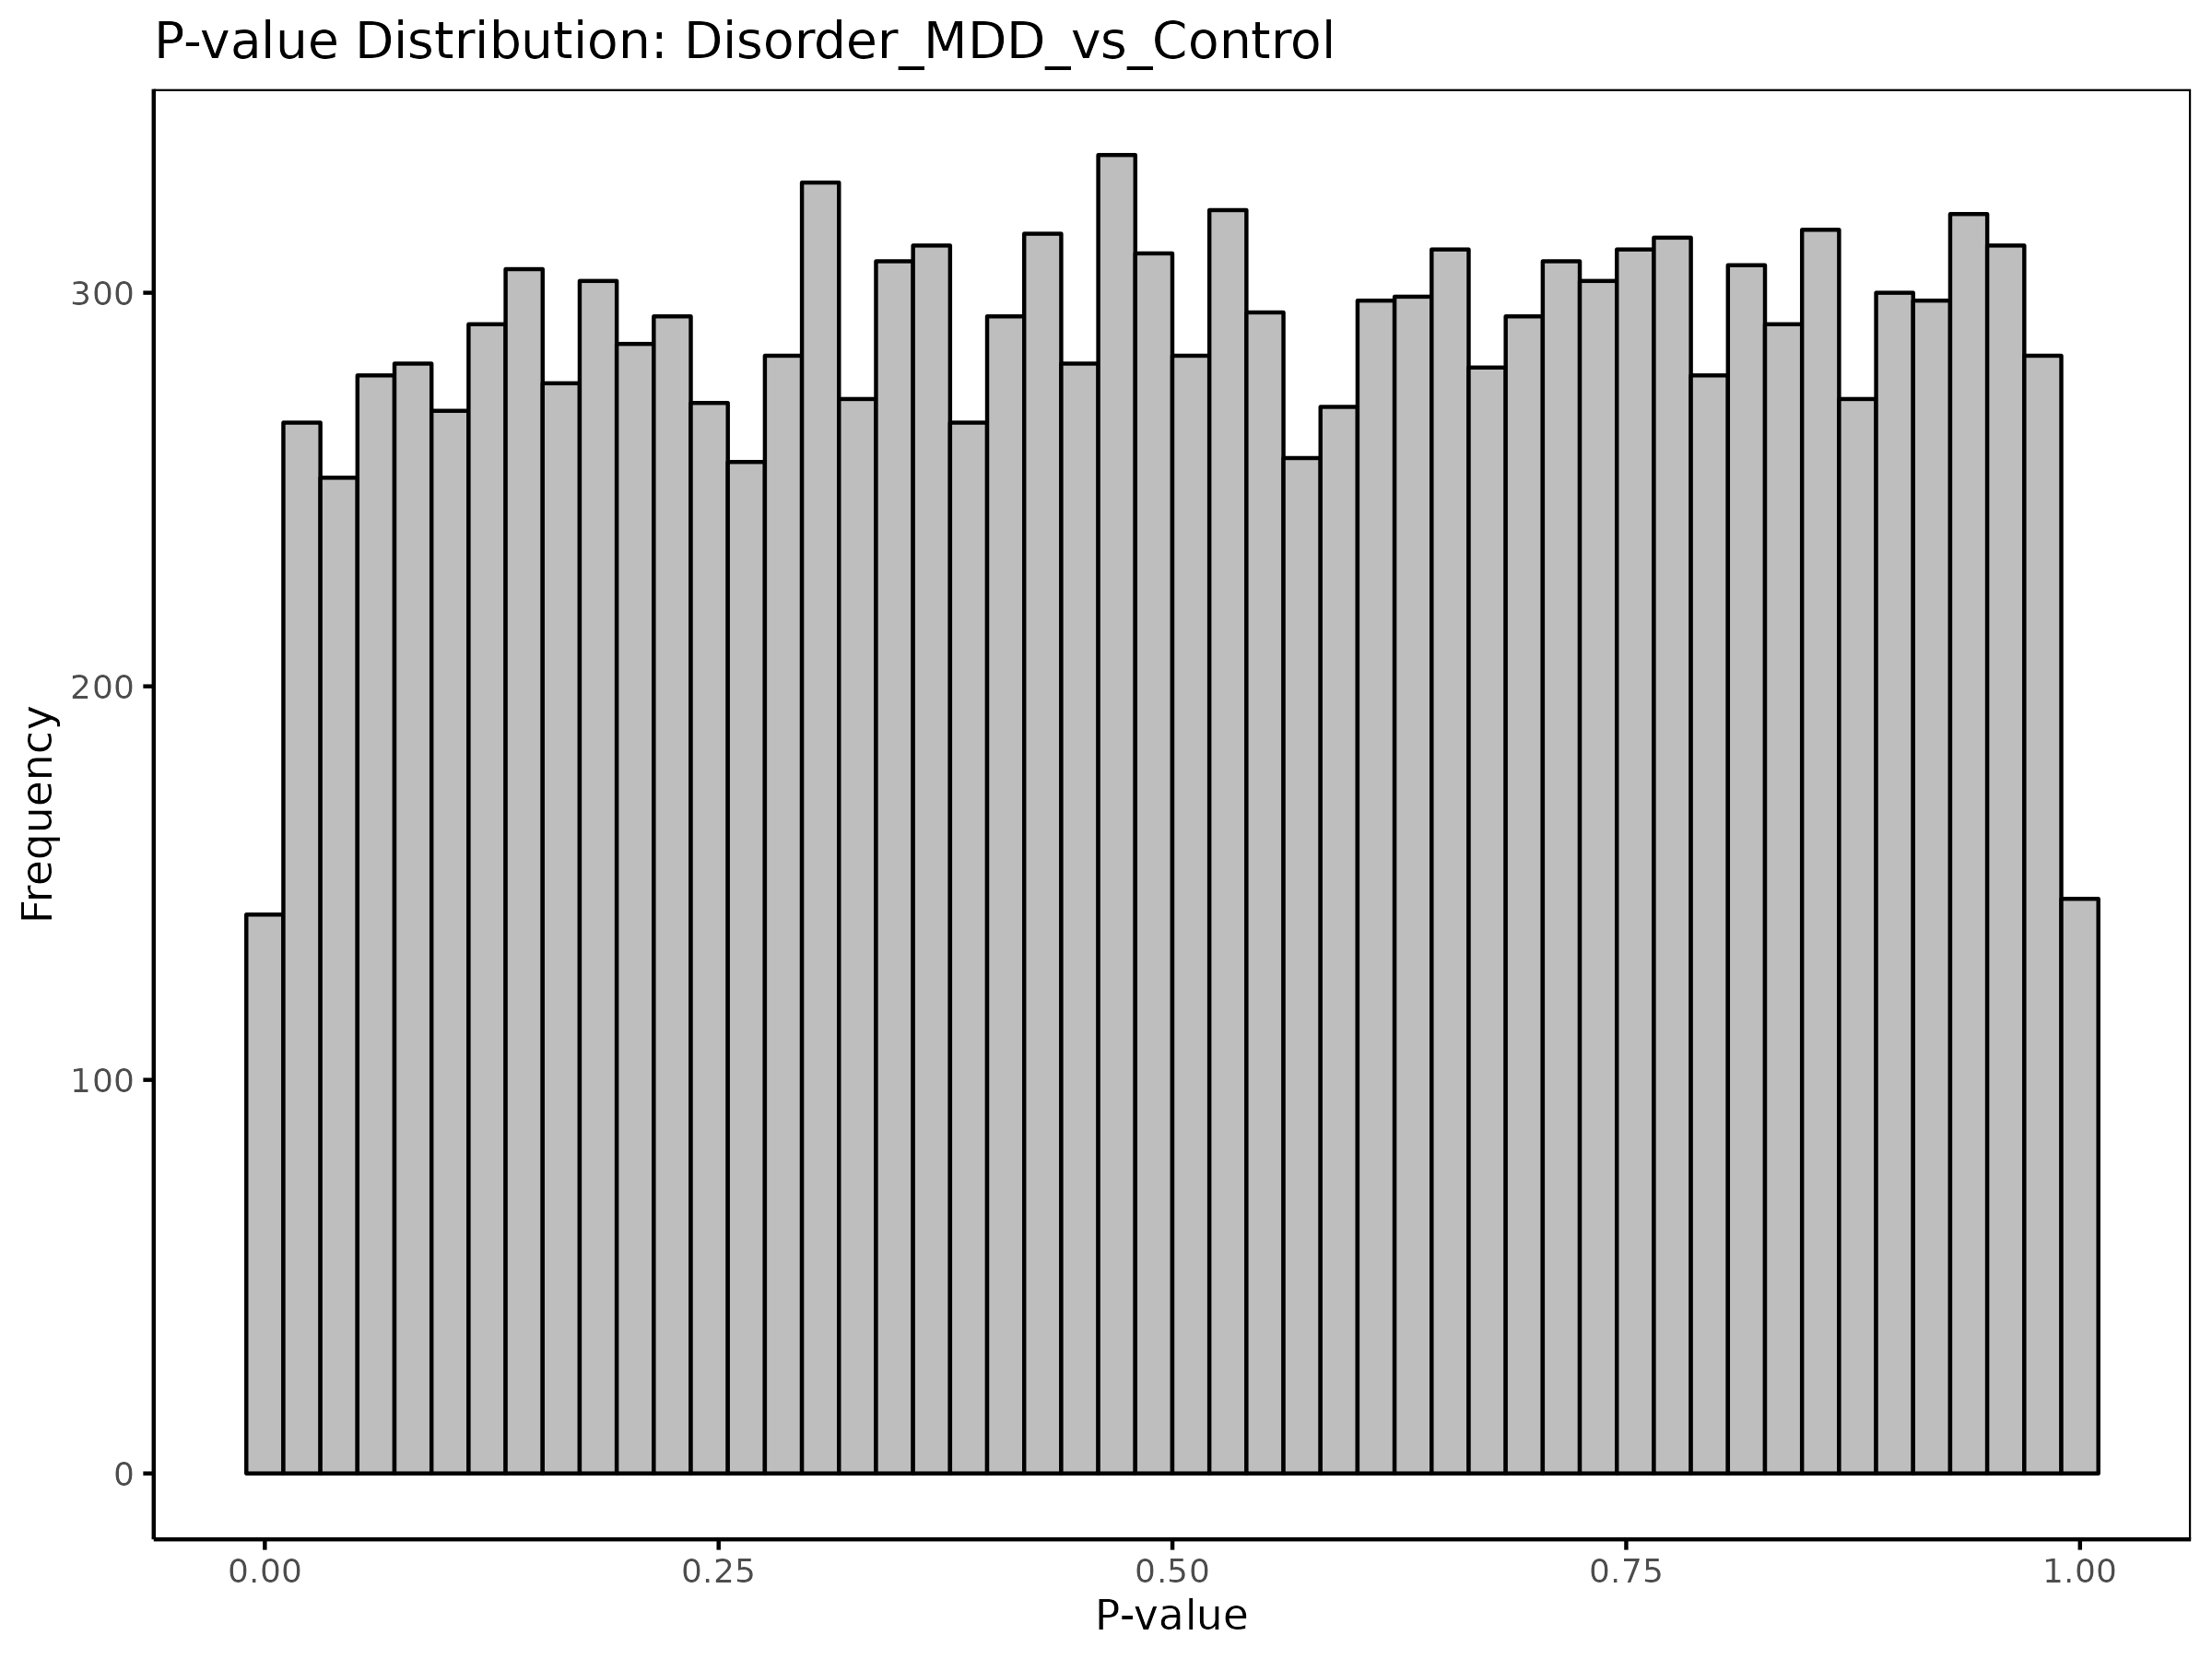 P-value Distribution: Disorder_MDD_vs_Control
Frequency
300
200
100
0
0.00 0.25 0.50 0.75 1.00
P-value